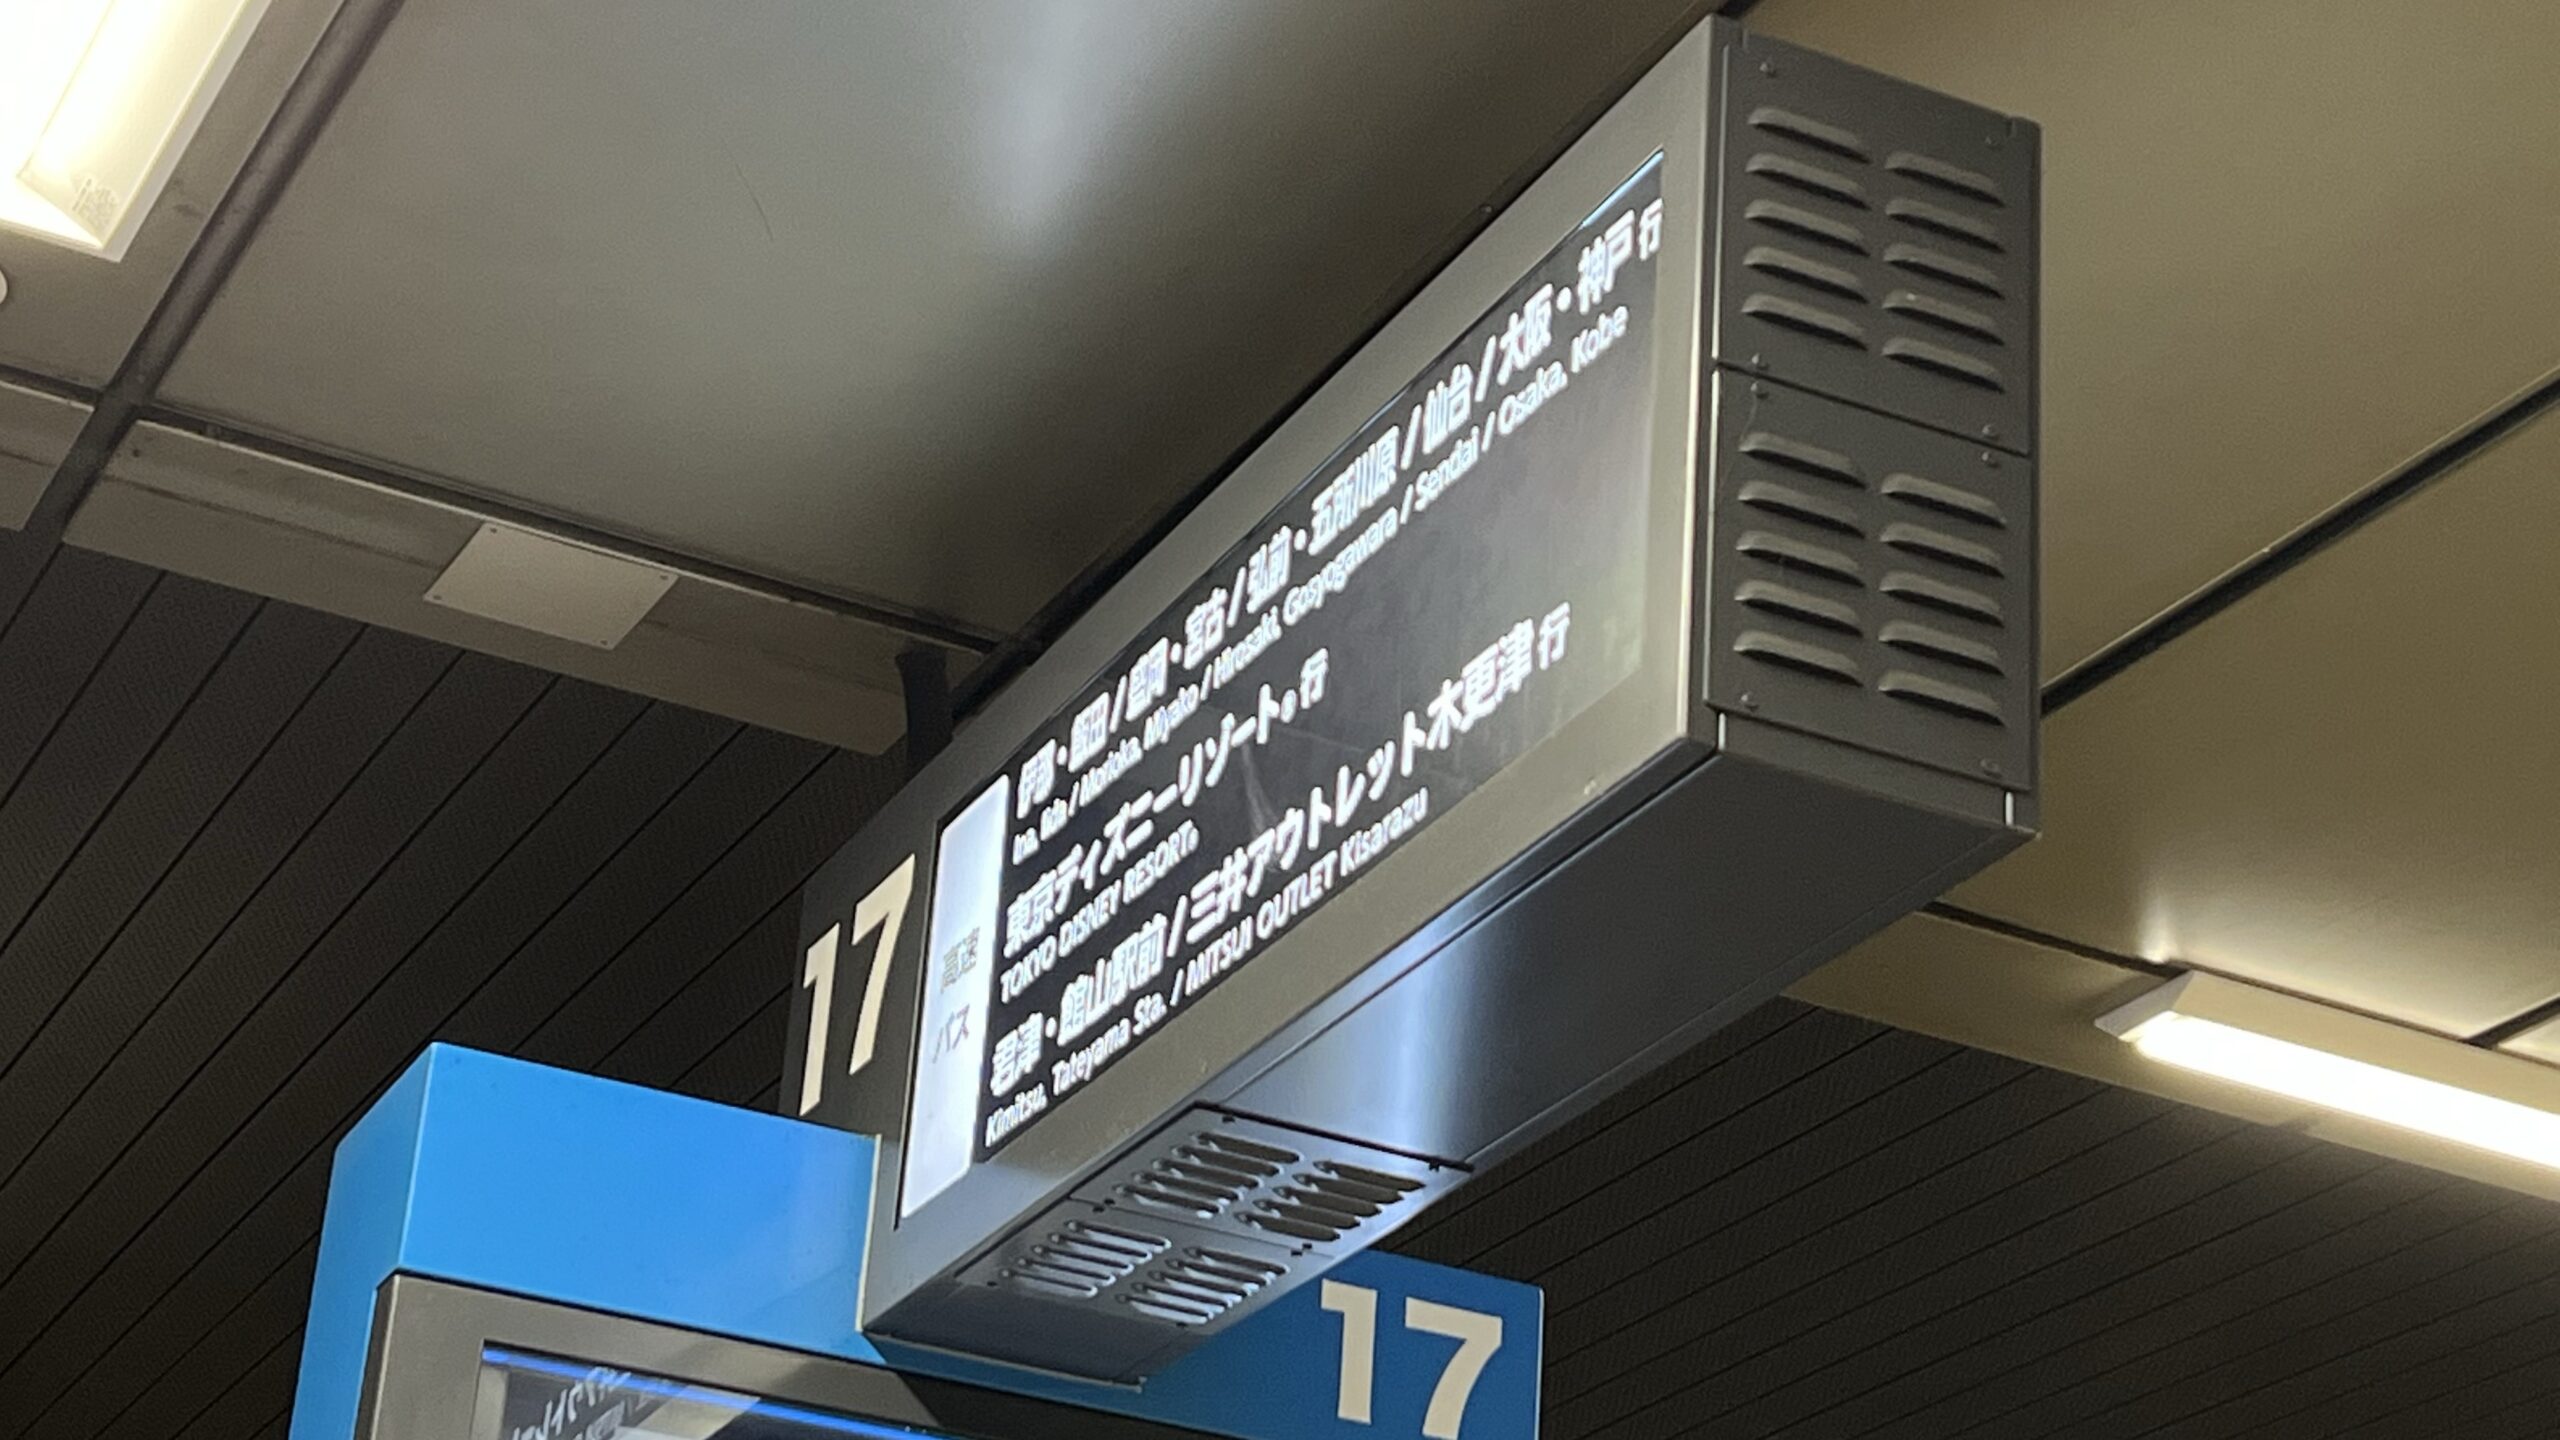 17
高速
バス
伊那・飯田/盛岡・宮古/弘前・五所川原/仙台/大阪・神戸 行
Ina, Iida / Morioka, Miyako / Hirosaki, Gosyogawara / Sendai / Osaka, Kobe
東京ディズニーリゾート® 行
TOKYO DISNEY RESORT®
君津・館山駅前/三井アウトレット木更津 行
Kimitsu, Tateyama Sta. / MITSUI OUTLET Kisarazu
17